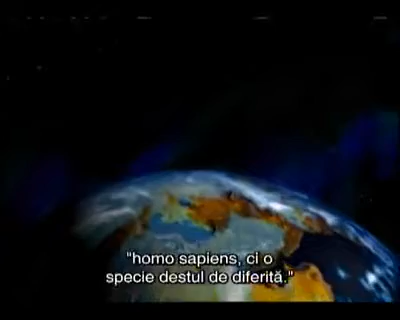 "homo sapiens, ci o
specie destul de diferită."